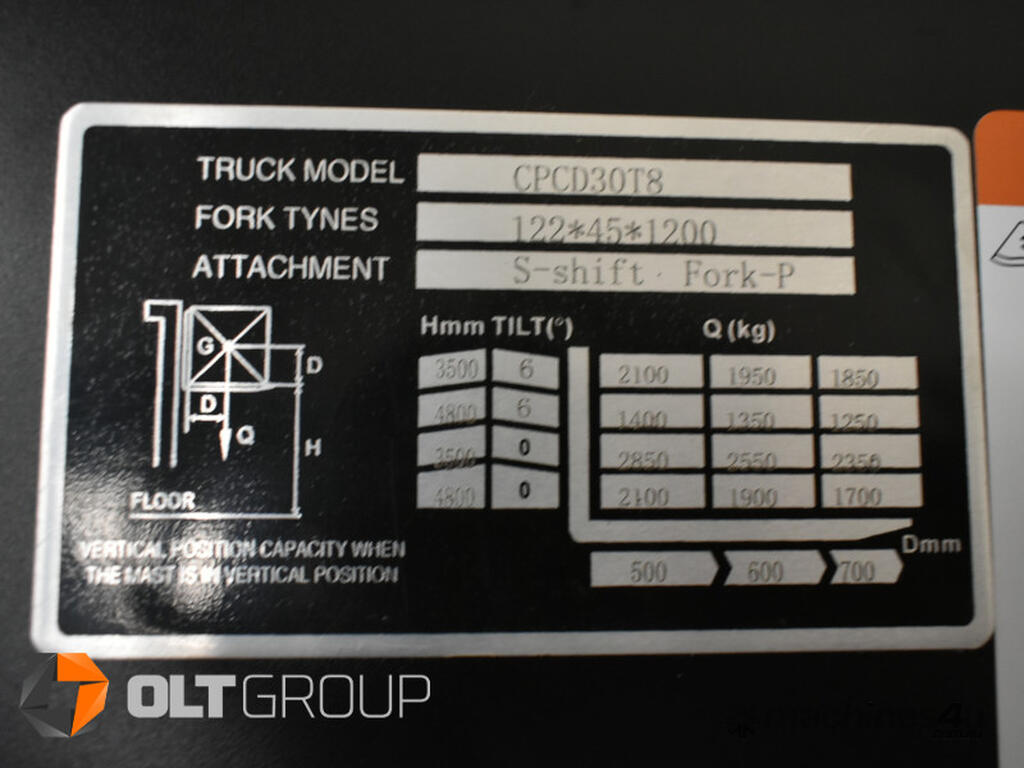 TRUCK MODEL CPCD30T8
FORK TYNES 122*45*1200
ATTACHMENT S-shift · Fork-P
Hmm TILT(°) Q (kg)
3500 6 2100 1950 1850
4800 6 1400 1350 1250
3500 0 2850 2550 2350
4800 0 2100 1900 1700
G
D
D
Q
H
FLOOR
Dmm
500 600 700
VERTICAL POSITION CAPACITY WHEN
THE MAST IS IN VERTICAL POSITION
OLTGROUP
machines4u